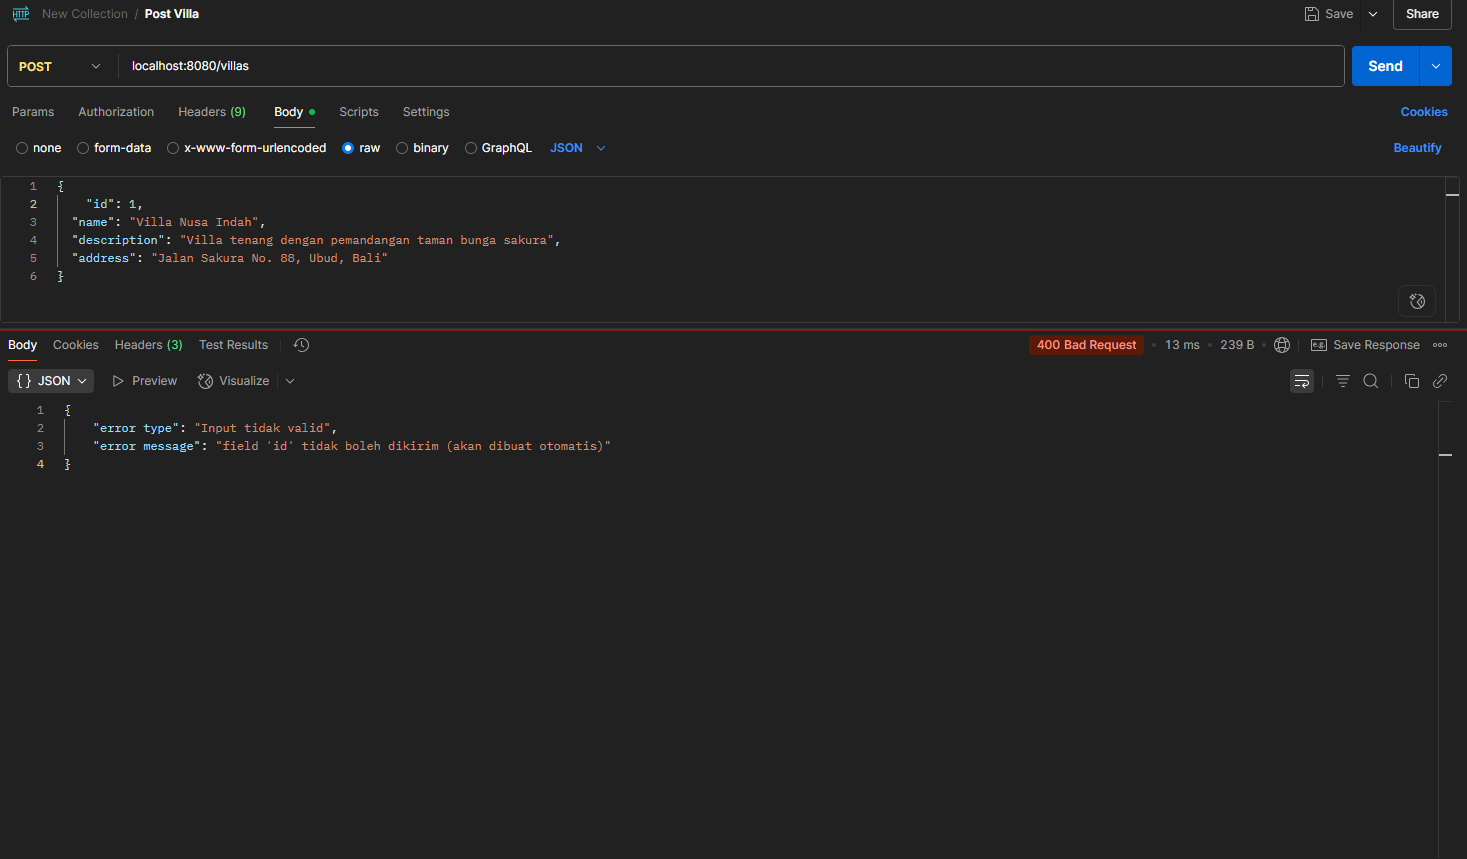 HTTP New Collection / Post Villa Save Share
POST localhost:8080/villas Send
Params Authorization Headers (9) Body Scripts Settings Cookies
none form-data x-www-form-urlencoded raw binary GraphQL JSON Beautify
1 {
2 "id": 1,
3 "name": "Villa Nusa Indah",
4 "description": "Villa tenang dengan pemandangan taman bunga sakura",
5 "address": "Jalan Sakura No. 88, Ubud, Bali"
6 }
Body Cookies Headers (3) Test Results 400 Bad Request • 13 ms • 239 B • e.g. Save Response
{} JSON Preview Visualize
1 {
2 "error type": "Input tidak valid",
3 "error message": "field 'id' tidak boleh dikirim (akan dibuat otomatis)"
4 }